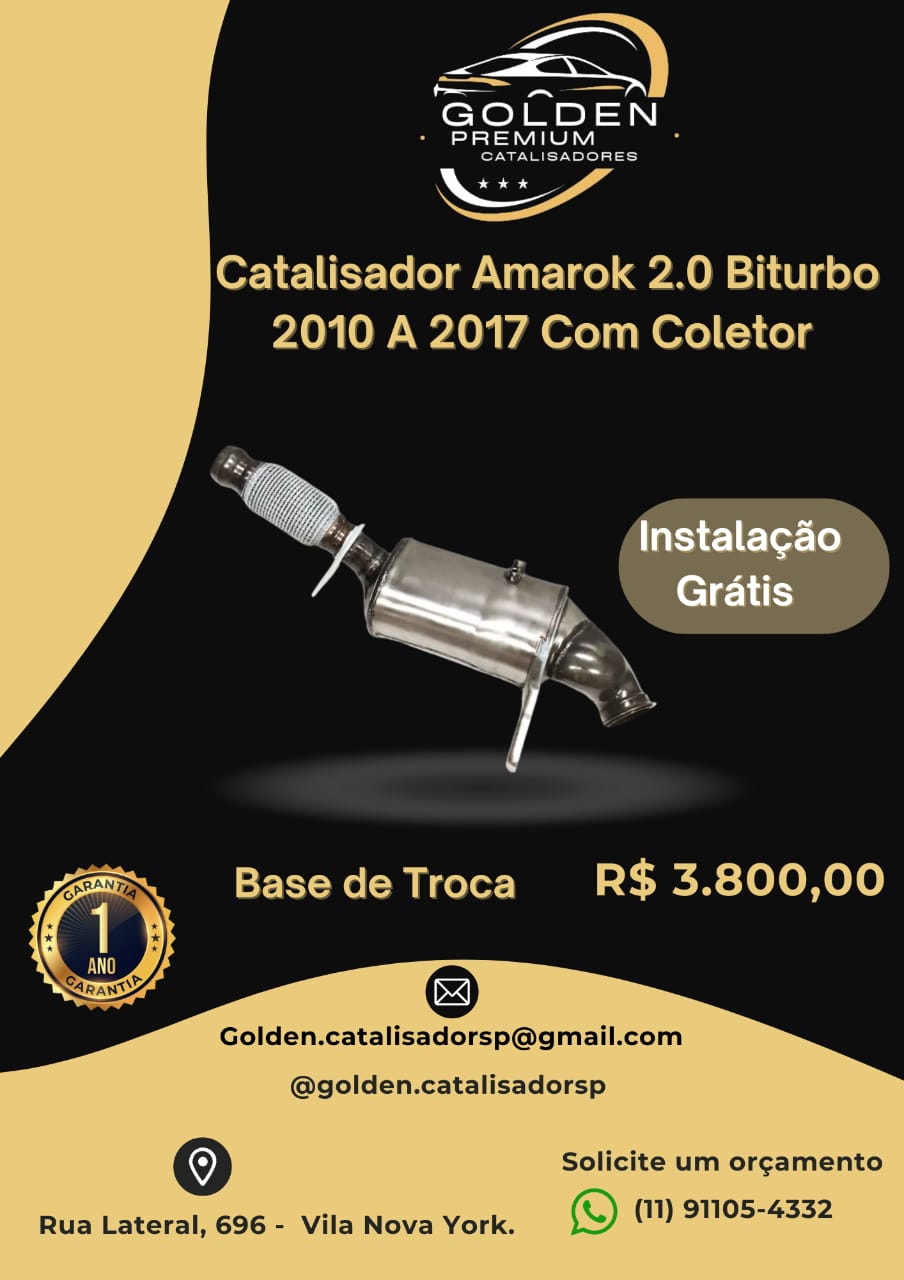 GOLDEN
PREMIUM
CATALISADORES
Catalisador Amarok 2.0 Biturbo
2010 A 2017 Com Coletor
Instalação
Grátis
Base de Troca
R$ 3.800,00
GARANTIA
1
ANO
GARANTIA
Golden.catalisadorsp@gmail.com
@golden.catalisadorsp
Solicite um orçamento
(11) 91105-4332
Rua Lateral, 696 - Vila Nova York.